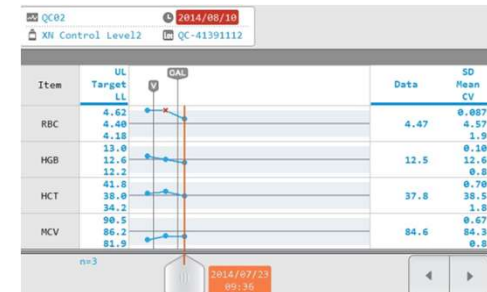 QC02 2014/08/10
XN Control Level2 Lot QC-41391112
Item UL Target LL V CAL Data SD Mean CV
RBC 4.62 4.40 4.18 4.47 0.087 4.57 1.9
HGB 13.0 12.6 12.2 12.5 0.10 12.6 0.8
HCT 41.8 38.0 34.2 37.8 0.70 38.5 1.8
MCV 90.5 86.2 81.9 84.6 0.67 84.3 0.8
n=3 2014/07/23
09:36